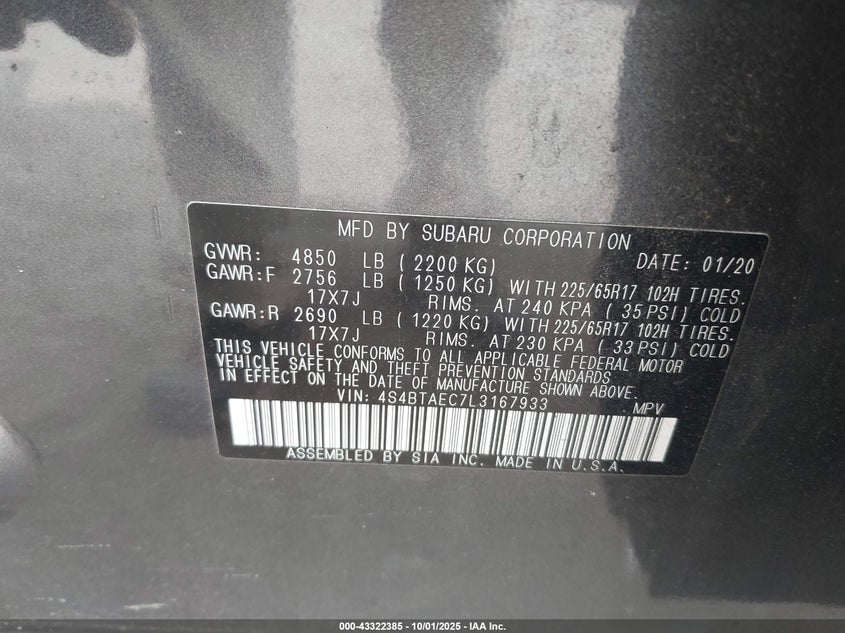 MFD BY SUBARU CORPORATION
GVWR: 4850 LB ( 2200 KG) DATE: 01/20
GAWR:F 2756 LB ( 1250 KG) WITH 225/65R17 102H TIRES.
17X7J RIMS. AT 240 KPA ( 35 PSI) COLD
GAWR:R 2690 LB ( 1220 KG) WITH 225/65R17 102H TIRES.
17X7J RIMS. AT 230 KPA ( 33 PSI) COLD
THIS VEHICLE CONFORMS TO ALL APPLICABLE FEDERAL MOTOR
VEHICLE SAFETY AND THEFT PREVENTION STANDARDS
IN EFFECT ON THE DATE OF MANUFACTURE SHOWN ABOVE.
VIN: 4S4BTAEC7L3167933 MPV
ASSEMBLED BY SIA INC. MADE IN U.S.A.
000-43322385 - 10/01/2025 - IAA Inc.